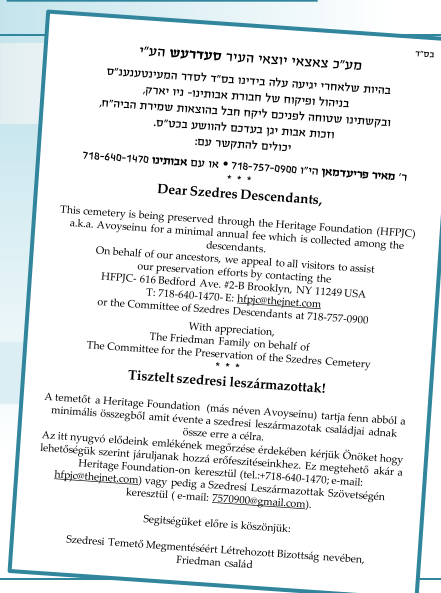 בס"ד
מע"כ צאצאי יוצאי העיר סעדרעש הע"י
בהיות שלאחרי יגיעה עלה בידינו בס"ד לסדר המעינטענענ"ס
בניהול ופיקוח של חבורת אבותינו- ניו יארק,
ובקשתינו שטוחה לפניכם ליקח חבל בהוצאות שמירת הביה"ח,
וזכות אבות יגן בעדכם להוושע בכט"ס.
יכולים להתקשר עם:
ר' מאיר פריעדמאן הי"ו 718-757-0900 • או עם אבותינו 718-640-1470
* * *
Dear Szedres Descendants,
This cemetery is being preserved through the Heritage Foundation (HFPJC)
a.k.a. Avoyseinu for a minimal annual fee which is collected among the
descendants.
On behalf of our ancestors, we appeal to all visitors to assist
our preservation efforts by contacting the
HFPJC- 616 Bedford Ave. #2-B Brooklyn, NY 11249 USA
T: 718-640-1470- E: hfpjc@thejnet.com
or the Committee of Szedres Descendants at 718-757-0900
With appreciation,
The Friedman Family on behalf of
The Committee for the Preservation of the Szedres Cemetery
* * *
Tisztelt szedresi leszármazottak!
A temetőt a Heritage Foundation (más néven Avoyseinu) tartja fenn abból a
minimális összegből amit évente a szedresi leszármazotak családjai adnak
össze erre a célra.
Az itt nyugvó elődeink emlékének megőrzése érdekében kérjük Önöket hogy
lehetőségük szerint járuljanak hozzá erőfeszítéseinkhez. Ez megtehető akár a
Heritage Foundation-on keresztül (tel.:+718-640-1470; e-mail:
hfpjc@thejnet.com) vagy pedig a Szedresi Leszármazottak Szövetségén
keresztül ( e-mail: 7570900@gmail.com).
Segitségüket előre is köszönjük:
Szedresi Temető Megmentéséért Létrehozott Bizottság nevében,
Friedman család